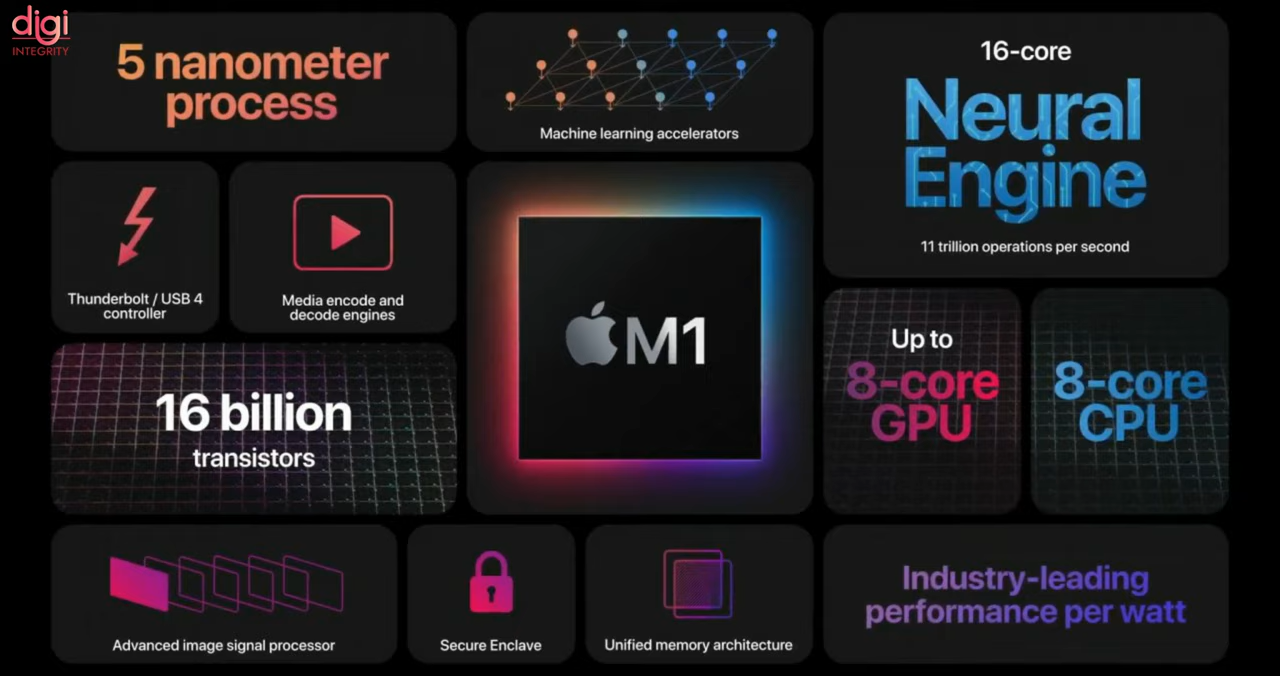 digi
INTEGRITY
5 nanometer
process
Machine learning accelerators
16-core
Neural
Engine
11 trillion operations per second
Thunderbolt / USB 4
controller
Media encode and
decode engines
M1
Up to
8-core
GPU
8-core
CPU
16 billion
transistors
Advanced image signal processor
Secure Enclave
Unified memory architecture
Industry-leading
performance per watt